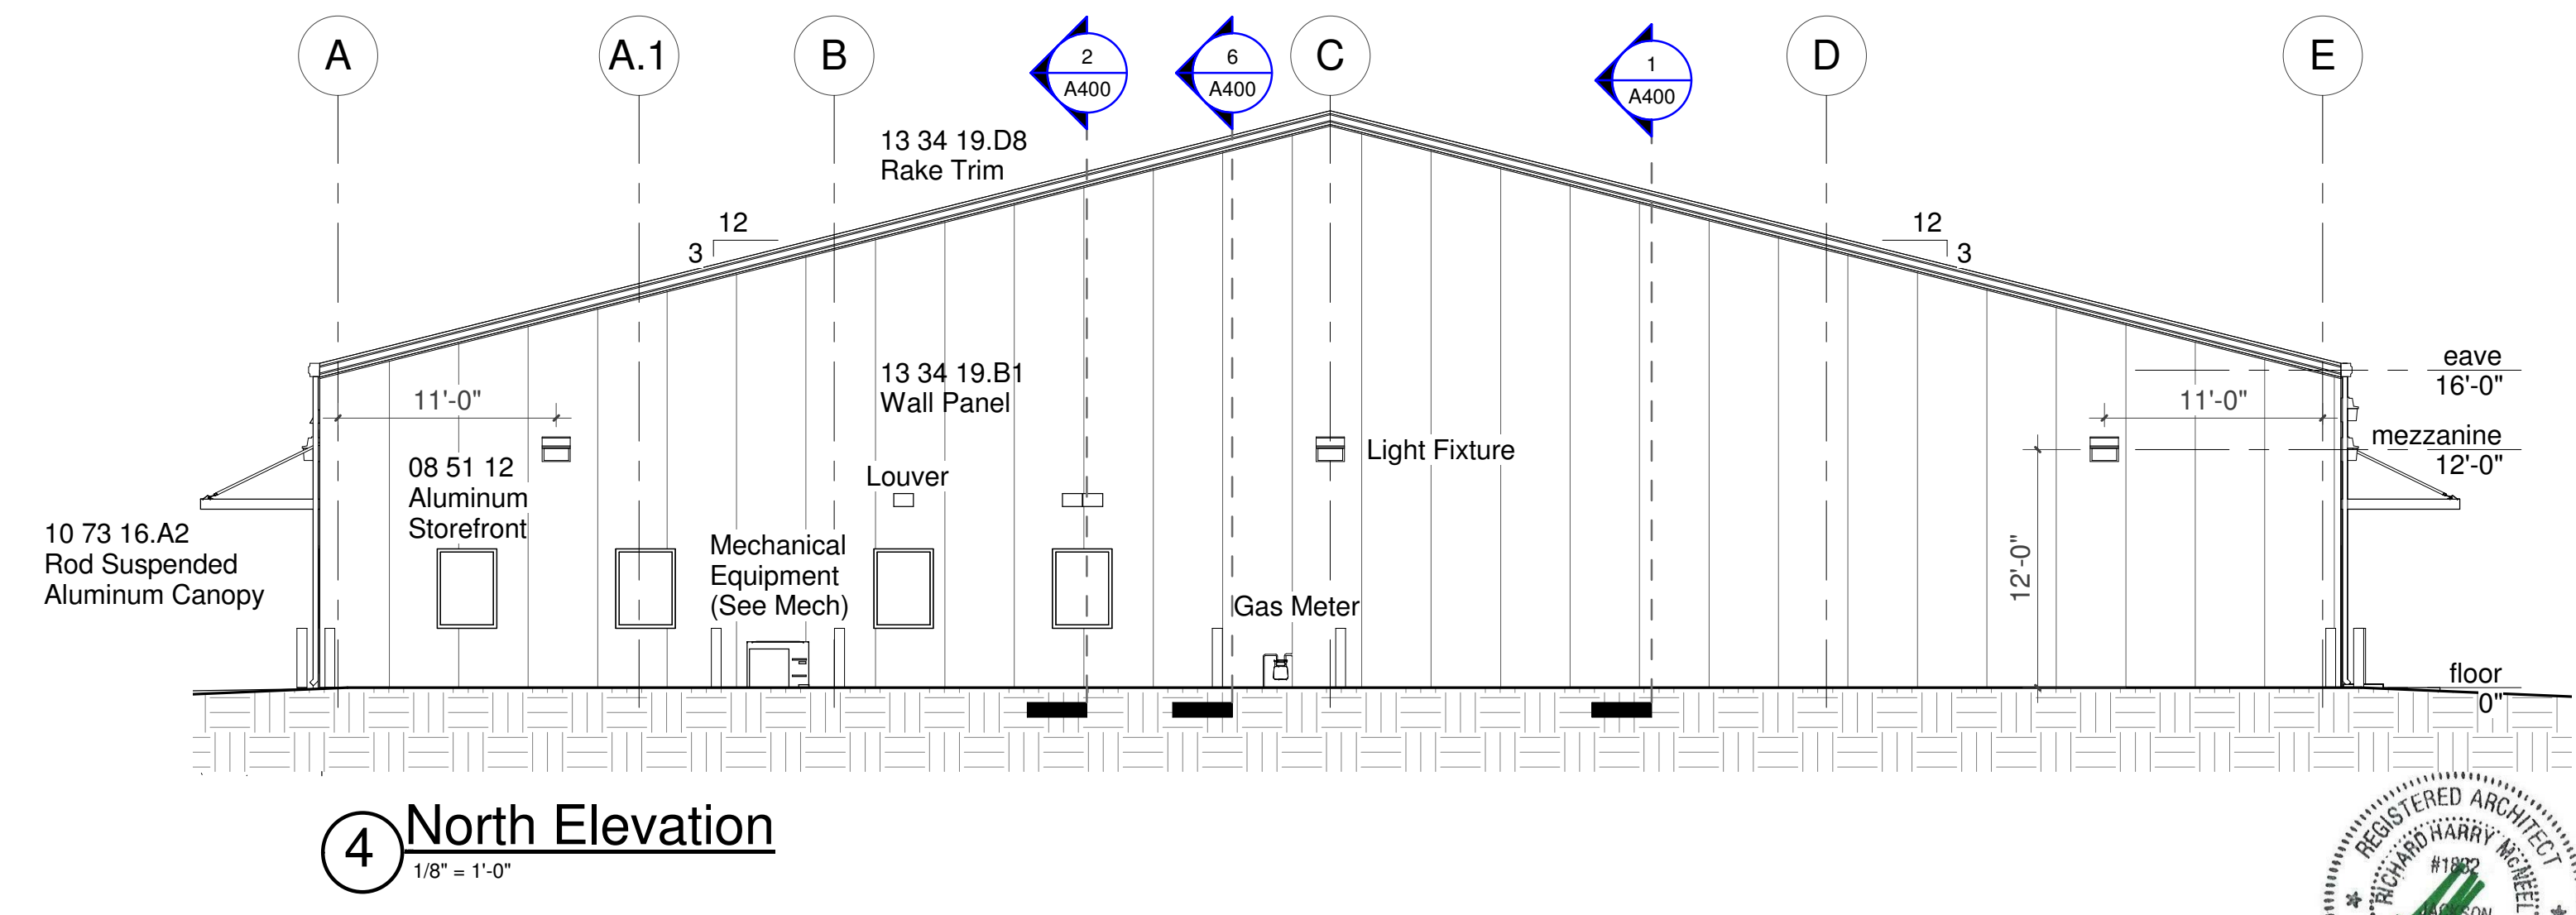 A
A.1
B
2
A400
6
A400
C
1
A400
D
E
13 34 19.D8
Rake Trim
12
3
12
3
13 34 19.B1
Wall Panel
11'-0"
11'-0"
eave
16'-0"
mezzanine
12'-0"
Light Fixture
08 51 12
Aluminum
Storefront
Louver
10 73 16.A2
Rod Suspended
Aluminum Canopy
Mechanical
Equipment
(See Mech)
Gas Meter
12'-0"
floor
0"
4
North Elevation
1/8" = 1'-0"
REGISTERED ARCHITECT
RICHARD HARRY MCNEEL
#1832
JACKSON